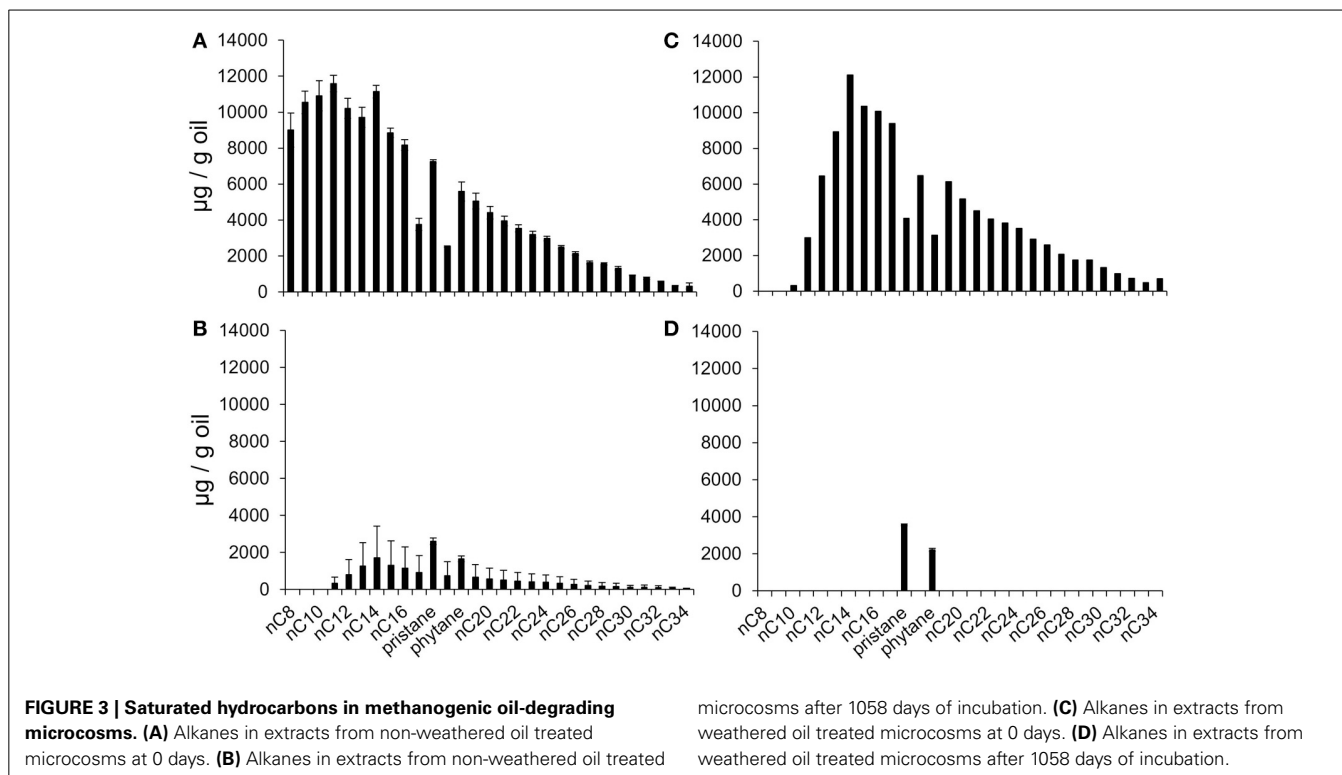 A
14000
12000
10000
8000
6000
4000
2000
0
µg / g oil
C
14000
12000
10000
8000
6000
4000
2000
0
B
14000
12000
10000
8000
6000
4000
2000
0
µg / g oil
nC8
nC10
nC12
nC14
nC16
pristane
phytane
nC20
nC22
nC24
nC26
nC28
nC30
nC32
nC34
D
14000
12000
10000
8000
6000
4000
2000
0
nC8
nC10
nC12
nC14
nC16
pristane
phytane
nC20
nC22
nC24
nC26
nC28
nC30
nC32
nC34
FIGURE 3 | Saturated hydrocarbons in methanogenic oil-degrading
microcosms. (A) Alkanes in extracts from non-weathered oil treated
microcosms at 0 days. (B) Alkanes in extracts from non-weathered oil treated
microcosms after 1058 days of incubation. (C) Alkanes in extracts from
weathered oil treated microcosms at 0 days. (D) Alkanes in extracts from
weathered oil treated microcosms after 1058 days of incubation.